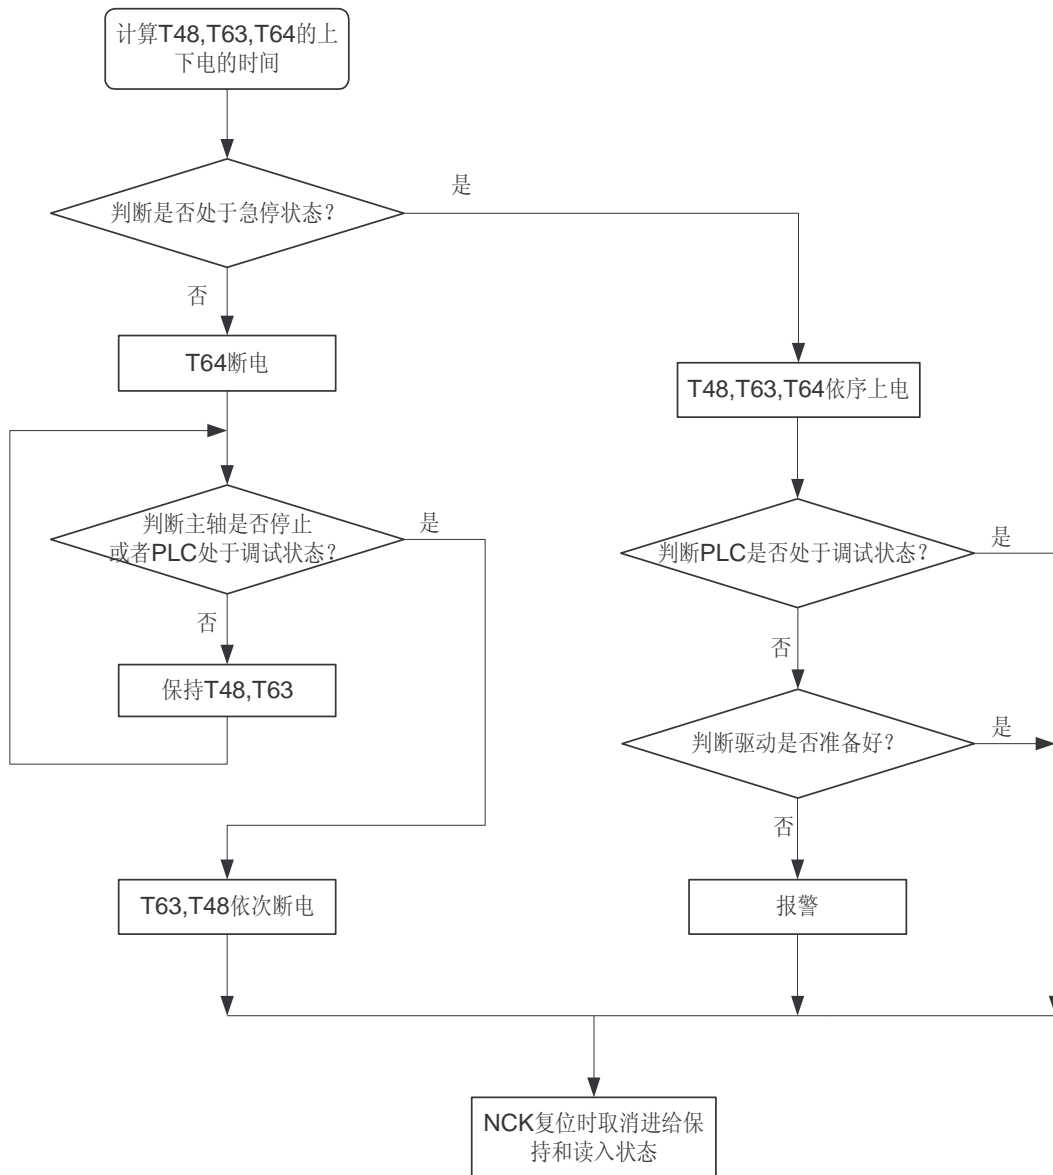 计算T48,T63,T64的上
下电的时间
判断是否处于急停状态?
是
否
T64断电
T48,T63,T64依序上电
判断主轴是否停止
或者PLC处于调试状态?
是
否
保持T48,T63
判断PLC是否处于调试状态?
是
否
判断驱动是否准备好?
是
否
T63,T48依次断电
报警
NCK复位时取消进给保
持和读入状态